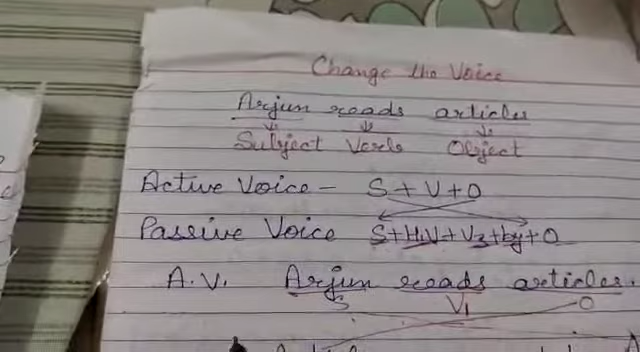 Change the Voice
Arjun reads articles
Subject Verb Object
Active Voice - S + V + O
Passive Voice S + H.V + V3 + by + O
A.V. Arjun reads articles.
S V1 O